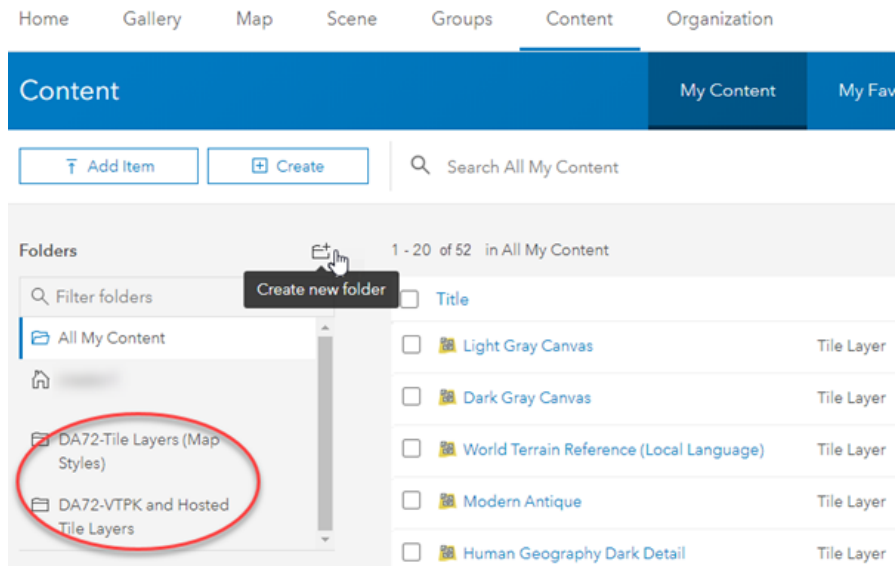 Home Gallery Map Scene Groups Content Organization
Content My Content My Fav
Add Item Create Search All My Content
Folders 1 - 20 of 52 in All My Content
Create new folder
Filter folders Title
All My Content Light Gray Canvas Tile Layer
Dark Gray Canvas Tile Layer
DA72-Tile Layers (Map
Styles)
World Terrain Reference (Local Language) Tile Layer
DA72-VTPK and Hosted
Tile Layers
Modern Antique Tile Layer
Human Geography Dark Detail Tile Layer